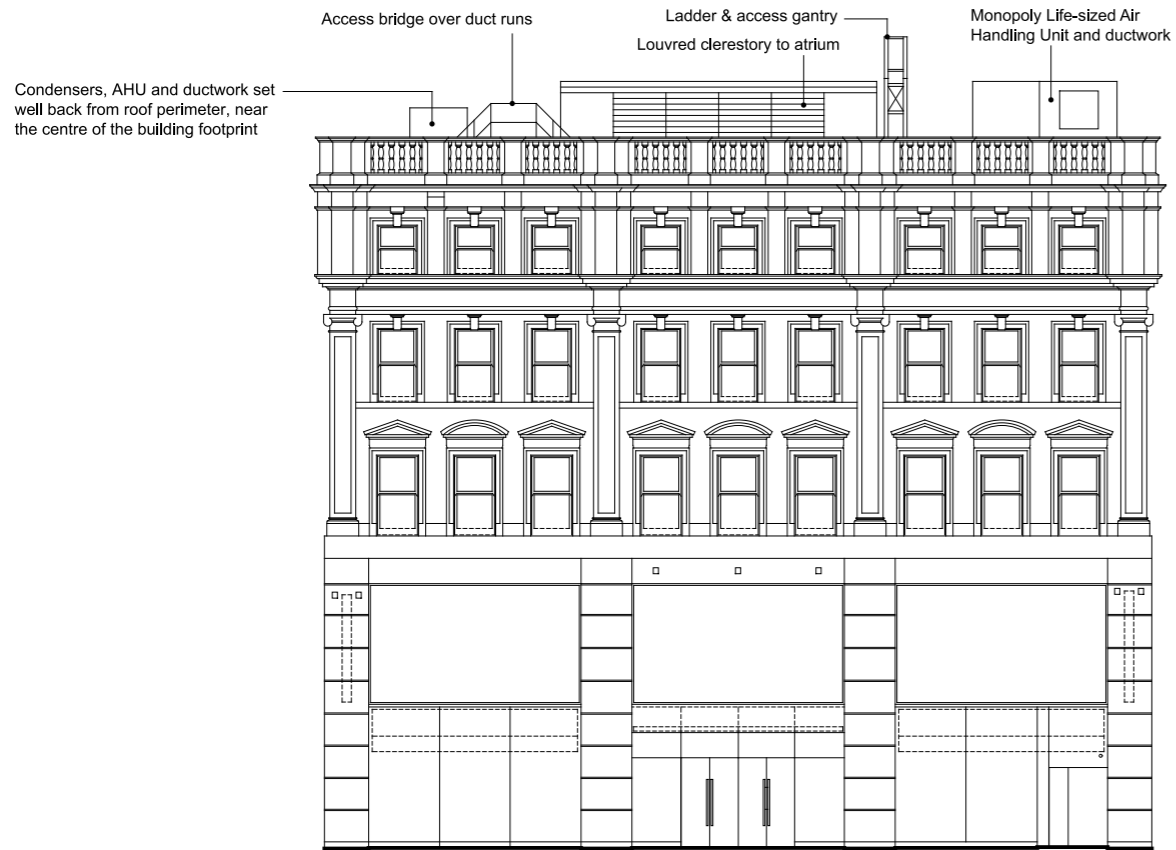 Access bridge over duct runs
Ladder & access gantry
Louvred clerestory to atrium
Monopoly Life-sized Air
Handling Unit and ductwork
Condensers, AHU and ductwork set
well back from roof perimeter, near
the centre of the building footprint